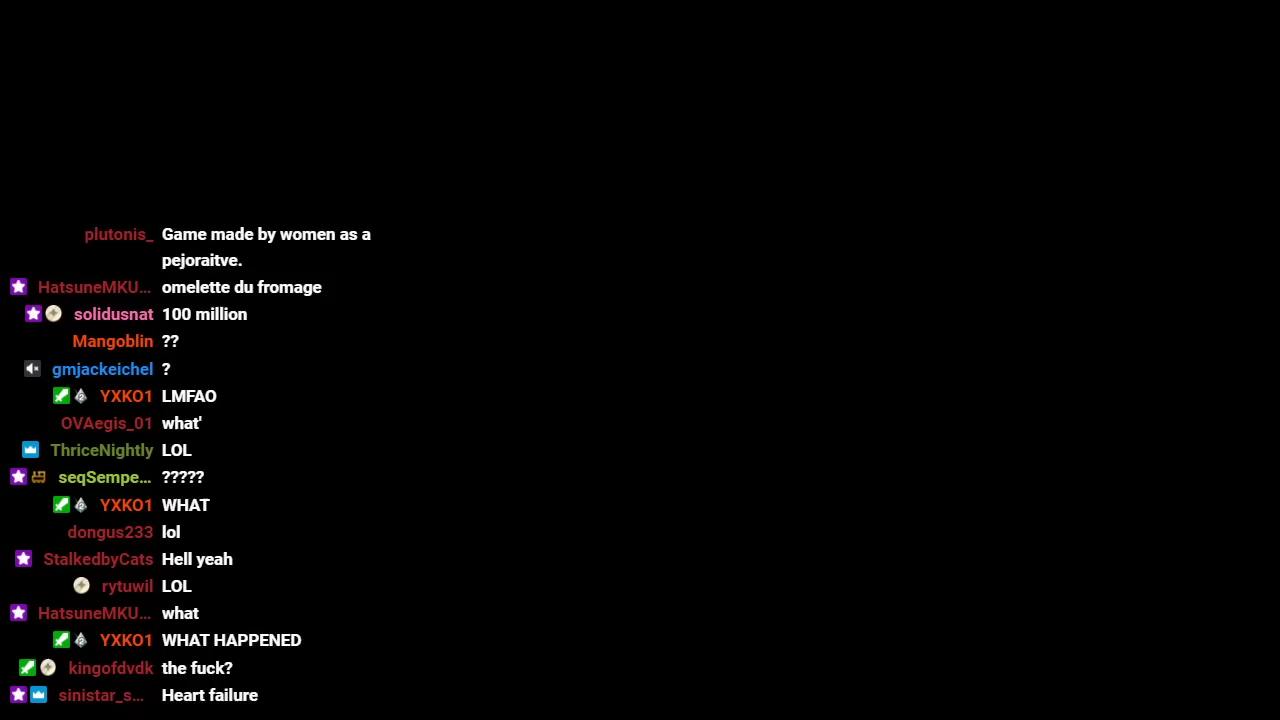 plutonis_ Game made by women as a
pejoraitve.
HatsuneMKU... omelette du fromage
solidusnat 100 million
Mangoblin ??
gmjackeichel ?
YXKO1 LMFAO
OVAegis_01 what'
ThriceNightly LOL
seqSempe... ?????
YXKO1 WHAT
dongus233 lol
StalkedbyCats Hell yeah
rytuwil LOL
HatsuneMKU... what
YXKO1 WHAT HAPPENED
kingofdvdk the fuck?
sinistar_s... Heart failure